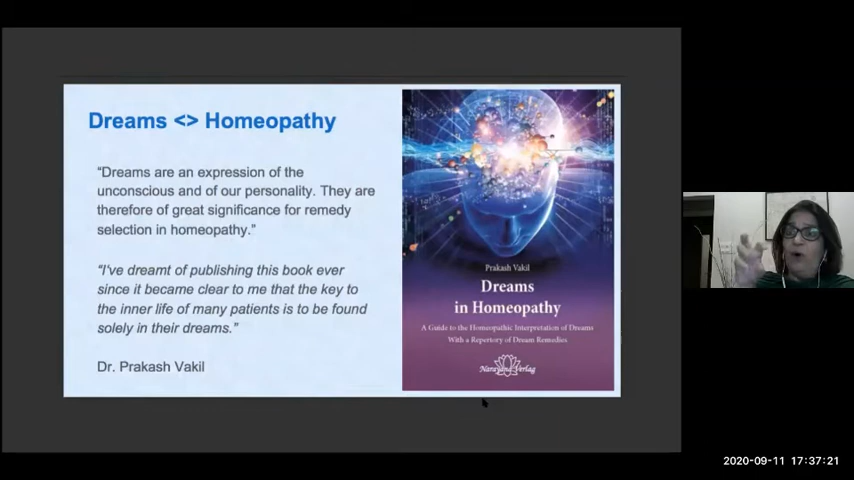 Dreams <> Homeopathy
“Dreams are an expression of the
unconscious and of our personality. They are
therefore of great significance for remedy
selection in homeopathy.”
“I've dreamt of publishing this book ever
since it became clear to me that the key to
the inner life of many patients is to be found
solely in their dreams.”
Dr. Prakash Vakil
Prakash Vakil
Dreams
in Homeopathy
A Guide to the Homeopathic Interpretation of Dreams
With a Repertory of Dream Remedies
Narayana Verlag
2020-09-11 17:37:21